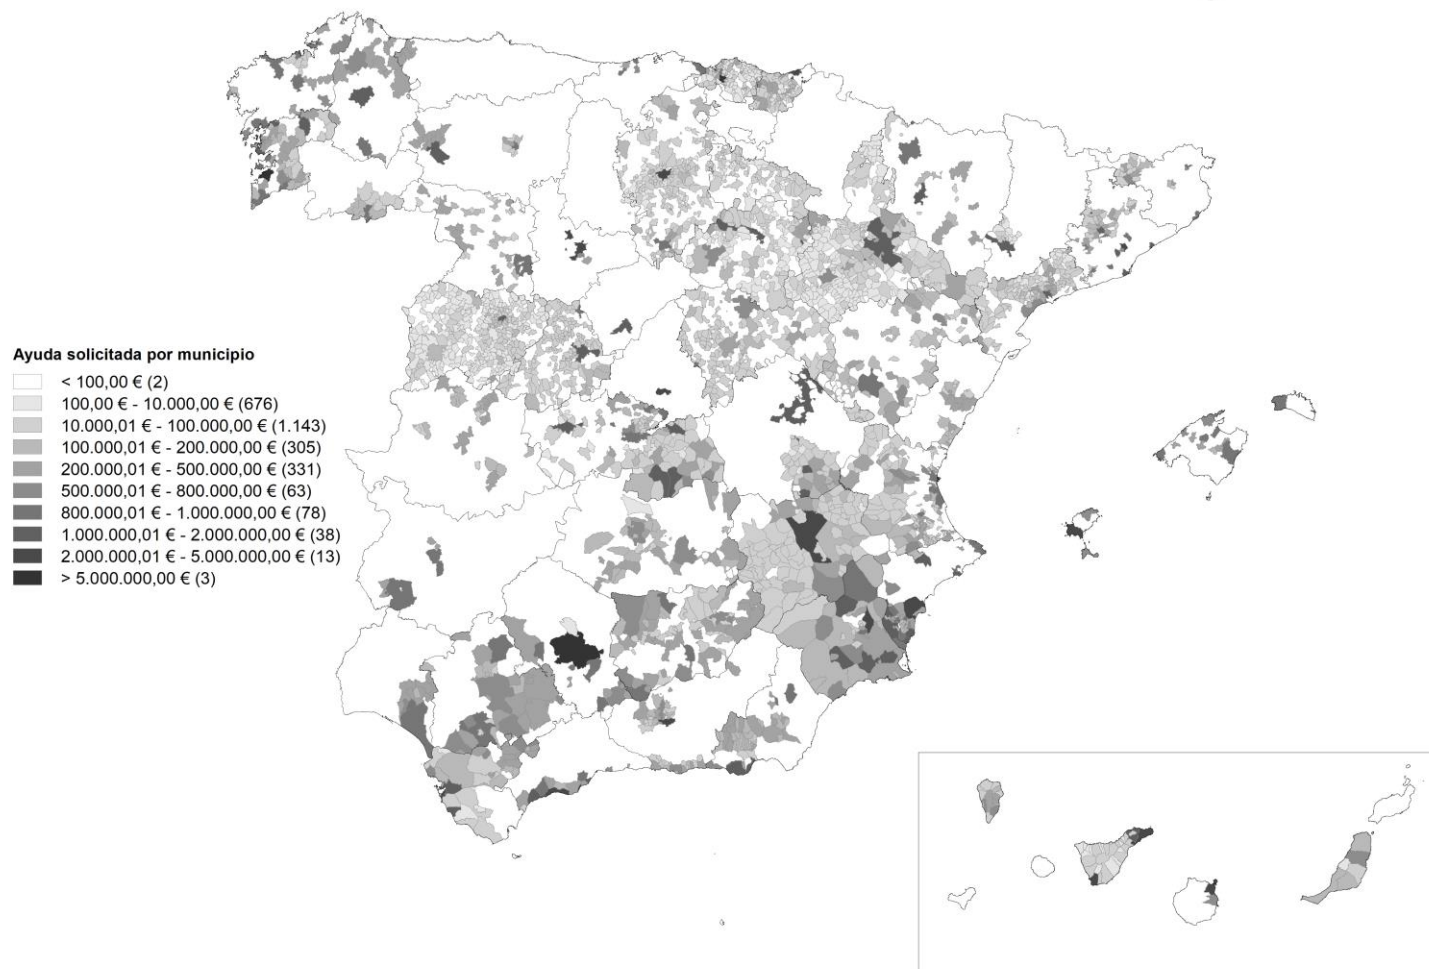 Ayuda solicitada por municipio
< 100,00 € (2)
100,00 € - 10.000,00 € (676)
10.000,01 € - 100.000,00 € (1.143)
100.000,01 € - 200.000,00 € (305)
200.000,01 € - 500.000,00 € (331)
500.000,01 € - 800.000,00 € (63)
800.000,01 € - 1.000.000,00 € (78)
1.000.000,01 € - 2.000.000,00 € (38)
2.000.000,01 € - 5.000.000,00 € (13)
> 5.000.000,00 € (3)